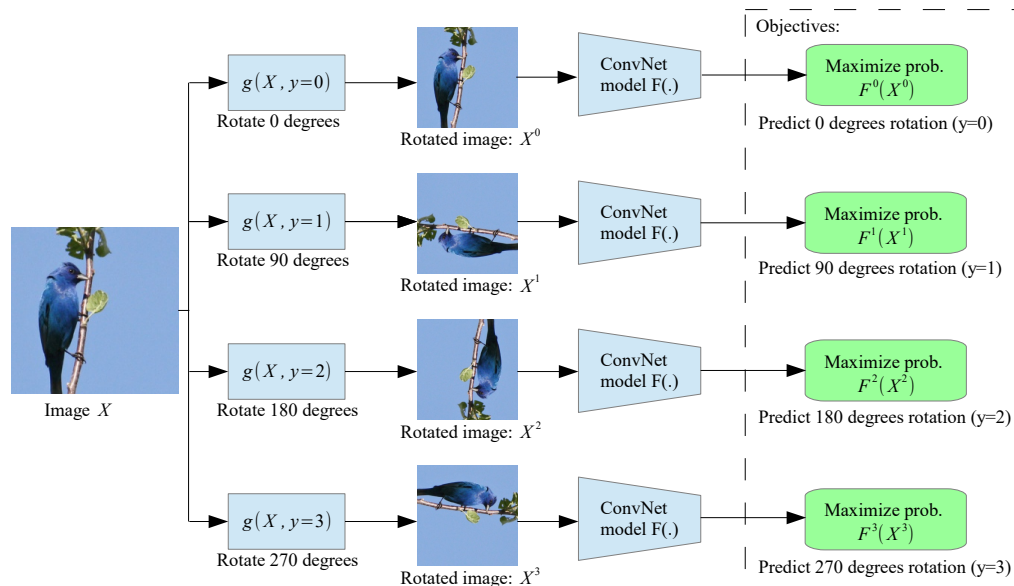 Objectives:
g(X, y=0)
Rotate 0 degrees
Rotated image: X⁰
ConvNet
model F(.)
Maximize prob.
F⁰(X⁰)
Predict 0 degrees rotation (y=0)
g(X, y=1)
Rotate 90 degrees
Rotated image: X¹
ConvNet
model F(.)
Maximize prob.
F¹(X¹)
Predict 90 degrees rotation (y=1)
Image X
g(X, y=2)
Rotate 180 degrees
Rotated image: X²
ConvNet
model F(.)
Maximize prob.
F²(X²)
Predict 180 degrees rotation (y=2)
g(X, y=3)
Rotate 270 degrees
Rotated image: X³
ConvNet
model F(.)
Maximize prob.
F³(X³)
Predict 270 degrees rotation (y=3)